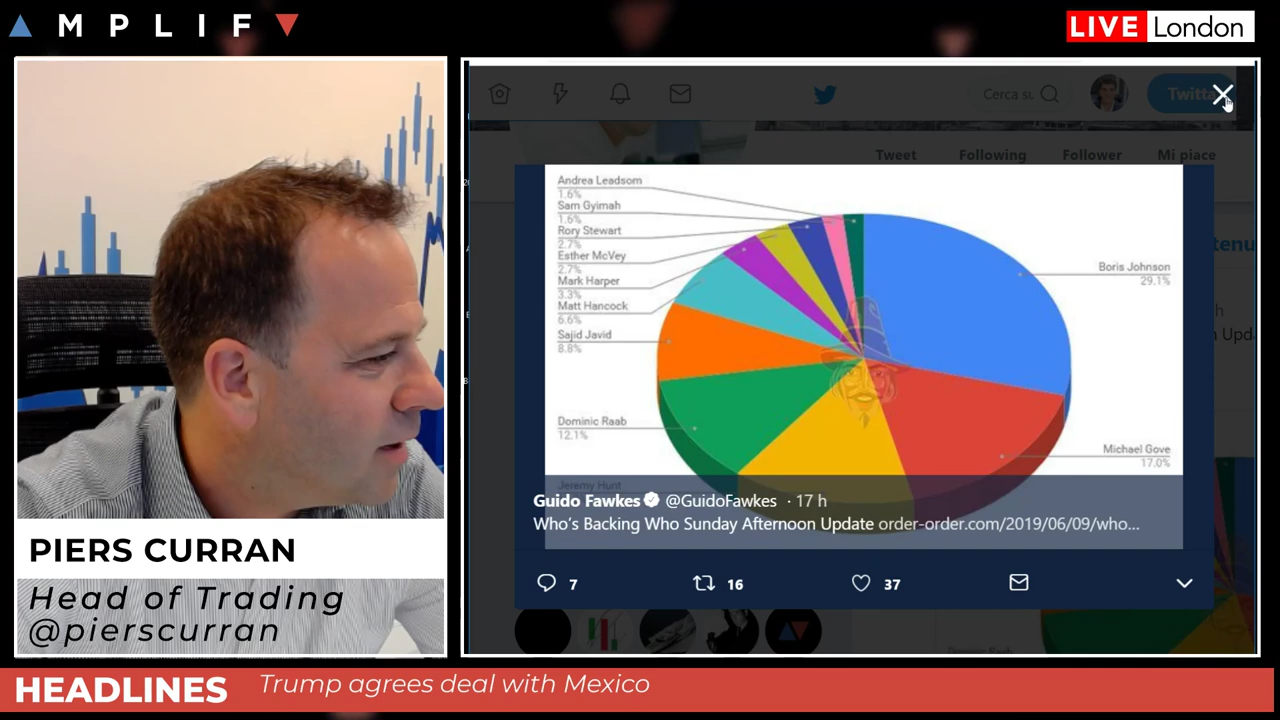 AMPLIFY
LIVE London
Cerca su
Twitta
Tweet Following Follower Mi piace
Andrea Leadsom
1.6%
Sam Gyimah
1.6%
Rory Stewart
2.7%
Esther McVey
2.7%
Mark Harper
3.3%
Matt Hancock
6.6%
Sajid Javid
8.8%
Dominic Raab
12.1%
Jeremy Hunt
Boris Johnson
29.1%
Michael Gove
17.0%
Guido Fawkes @GuidoFawkes · 17 h
Who's Backing Who Sunday Afternoon Update order-order.com/2019/06/09/who...
7 16 37
PIERS CURRAN
Head of Trading
@pierscurran
HEADLINES Trump agrees deal with Mexico